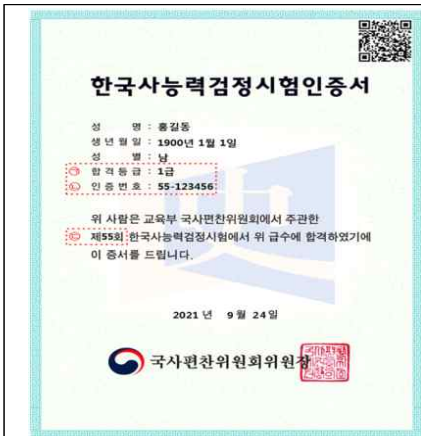 한국사능력검정시험인증서
성 명 : 홍길동
생년월일 : 1900년 1월 1일
성 별 : 남
㉠ 합격등급 : 1급
㉡ 인증번호 : 55-123456
위 사람은 교육부 국사편찬위원회에서 주관한
㉢ 제55회 한국사능력검정시험에서 위 급수에 합격하였기에
이 증서를 드립니다.
2021 년 9 월 24 일
국사편찬위원회위원장